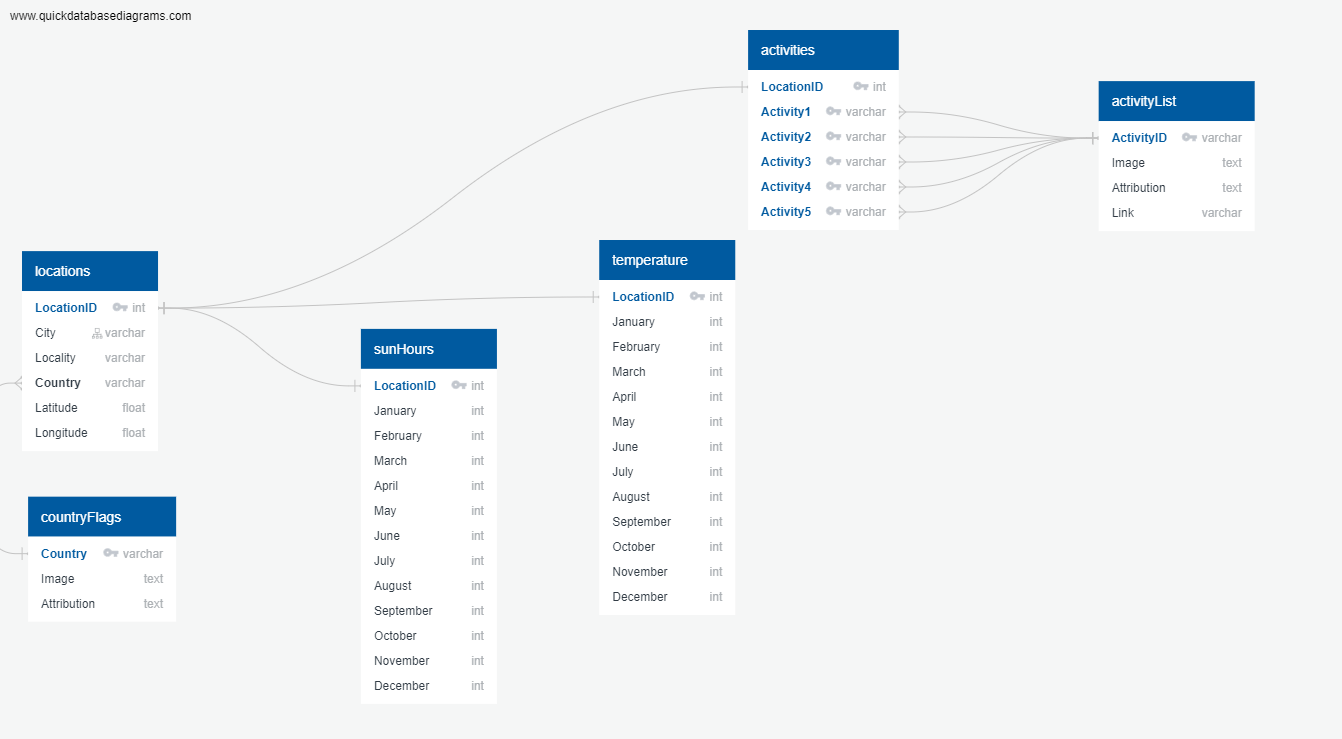 www.quickdatabasediagrams.com
activities
LocationID int
Activity1 varchar
Activity2 varchar
Activity3 varchar
Activity4 varchar
Activity5 varchar
activityList
ActivityID varchar
Image text
Attribution text
Link varchar
locations
LocationID int
City varchar
Locality varchar
Country varchar
Latitude float
Longitude float
temperature
LocationID int
January int
February int
March int
April int
May int
June int
July int
August int
September int
October int
November int
December int
sunHours
LocationID int
January int
February int
March int
April int
May int
June int
July int
August int
September int
October int
November int
December int
countryFlags
Country varchar
Image text
Attribution text